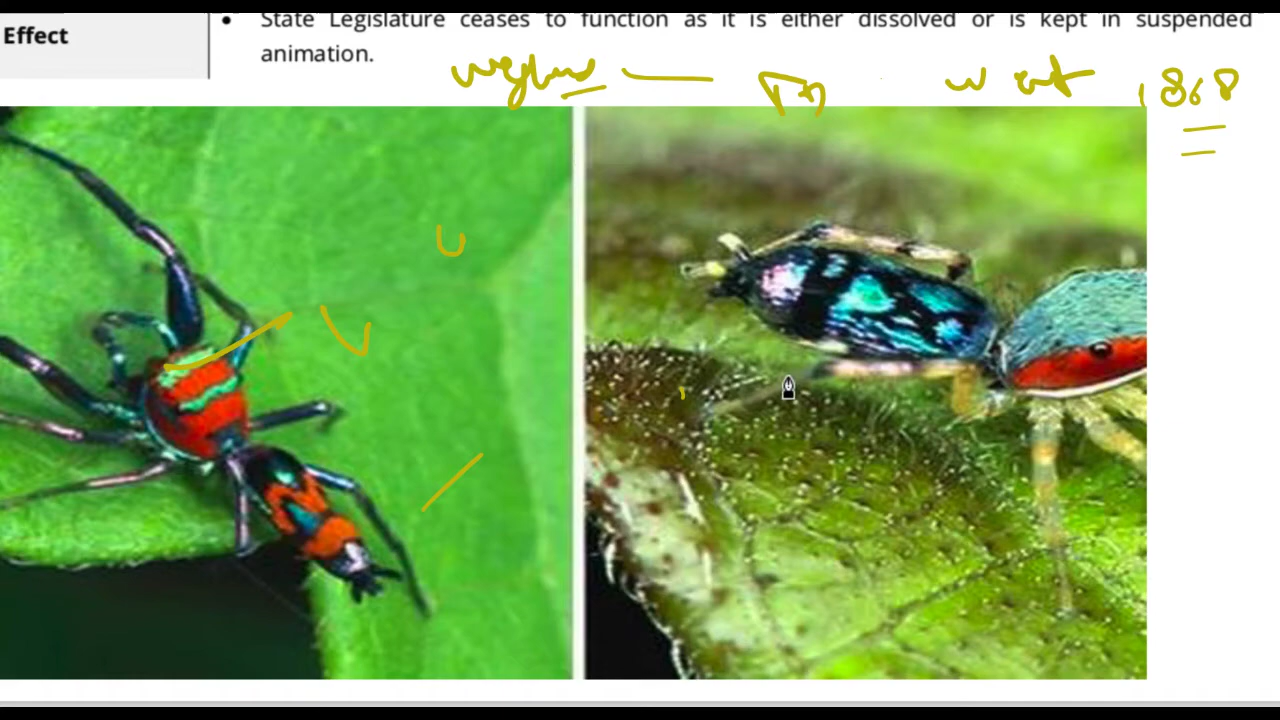 Effect
• State Legislature ceases to function as it is either dissolved or is kept in suspended
animation.
1868
U
V